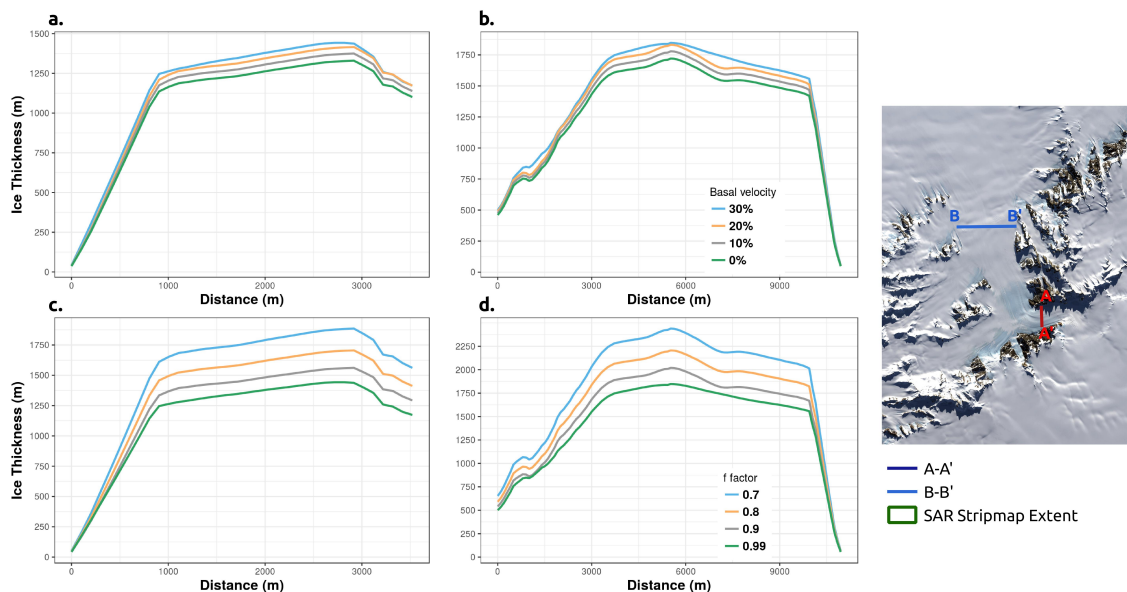 a.
Ice Thickness (m)
1500
1250
1000
750
500
250
0
0 1000 2000 3000
Distance (m)
b.
1750
1500
1250
1000
750
500
250
0
Basal velocity
30%
20%
10%
0%
0 3000 6000 9000
Distance (m)
c.
Ice Thickness (m)
1750
1500
1250
1000
750
500
250
0
0 1000 2000 3000
Distance (m)
d.
2250
2000
1750
1500
1250
1000
750
500
250
0
f factor
0.7
0.8
0.9
0.99
0 3000 6000 9000
Distance (m)
B B'
A
A'
A-A'
B-B'
SAR Stripmap Extent